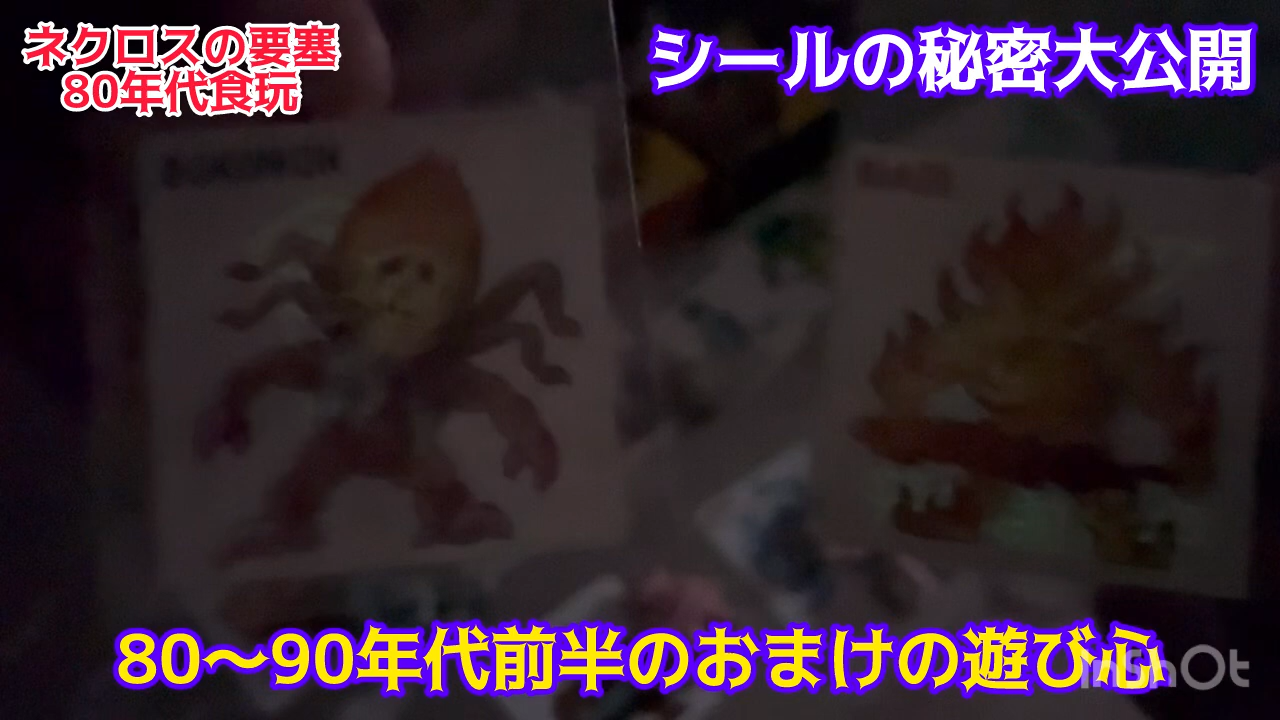 ネクロスの要塞
80年代食玩
シールの秘密大公開
80〜90年代前半のおまけの遊び心
InShOt